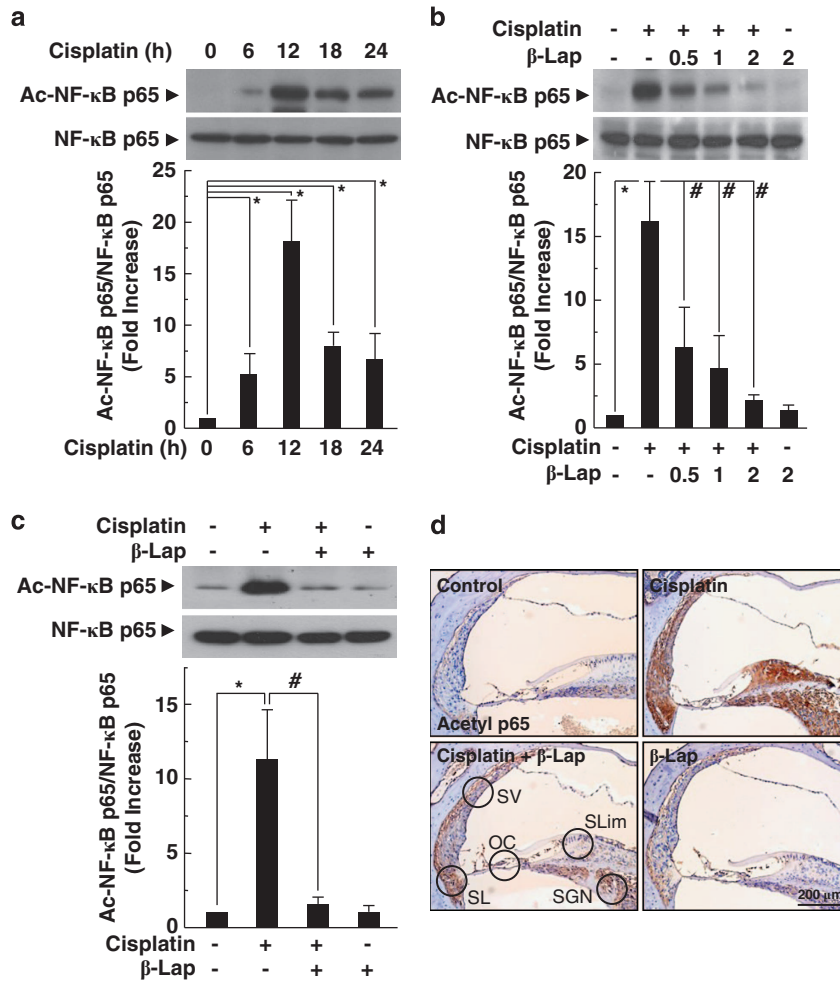 a
Cisplatin (h) 0 6 12 18 24
Ac-NF-κB p65 ►
NF-κB p65 ►
Ac-NF-κB p65/NF-κB p65
(Fold Increase)
25
20
15
10
5
0
* * * *
Cisplatin (h) 0 6 12 18 24
b
Cisplatin - + + + + -
β-Lap - - 0.5 1 2 2
Ac-NF-κB p65 ►
NF-κB p65 ►
Ac-NF-κB p65/NF-κB p65
(Fold Increase)
20
15
10
5
0
* # # #
Cisplatin - + + + + -
β-Lap - - 0.5 1 2 2
c
Cisplatin - + + -
β-Lap - - + +
Ac-NF-κB p65 ►
NF-κB p65 ►
Ac-NF-κB p65/NF-κB p65
(Fold Increase)
15
10
5
0
* #
Cisplatin - + + -
β-Lap - - + +
d
Control
Acetyl p65
Cisplatin
Cisplatin + β-Lap
SV
SLim
OC
SL
SGN
β-Lap
200 µm